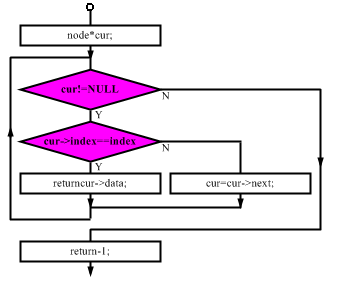 node*cur;
cur!=NULL
N
Y
cur->index==index
N
Y
returncur->data;
cur=cur->next;
return-1;